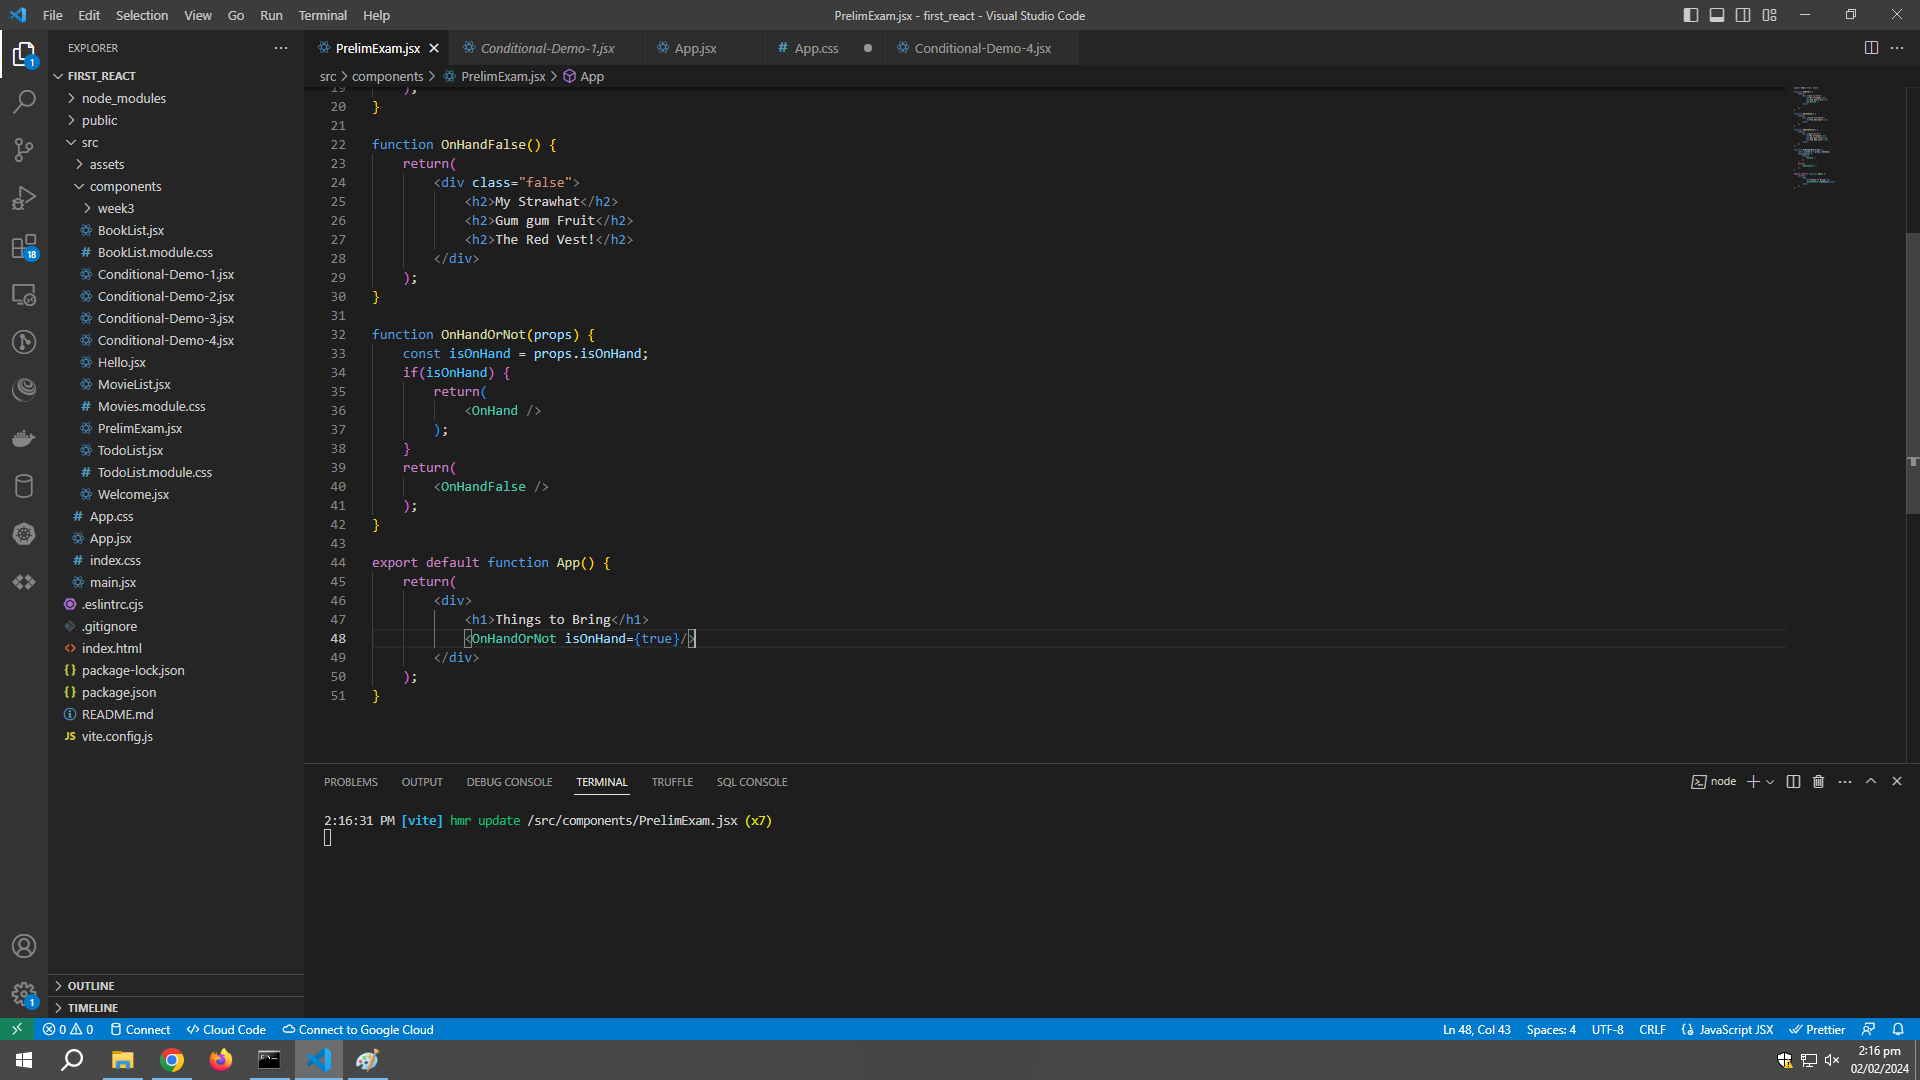 File Edit Selection View Go Run Terminal Help
PrelimExam.jsx - first_react - Visual Studio Code
EXPLORER
FIRST_REACT
node_modules
public
src
assets
components
week3
BookList.jsx
# BookList.module.css
Conditional-Demo-1.jsx
Conditional-Demo-2.jsx
Conditional-Demo-3.jsx
Conditional-Demo-4.jsx
Hello.jsx
MovieList.jsx
# Movies.module.css
PrelimExam.jsx
TodoList.jsx
# TodoList.module.css
Welcome.jsx
# App.css
App.jsx
# index.css
main.jsx
.eslintrc.cjs
.gitignore
<> index.html
{} package-lock.json
{} package.json
README.md
JS vite.config.js
OUTLINE
TIMELINE
1
18
1
PrelimExam.jsx Conditional-Demo-1.jsx App.jsx # App.css Conditional-Demo-4.jsx
src > components > PrelimExam.jsx > App
19 );
20 }
21
22 function OnHandFalse() {
23 return(
24 <div class="false">
25 <h2>My Strawhat</h2>
26 <h2>Gum gum Fruit</h2>
27 <h2>The Red Vest!</h2>
28 </div>
29 );
30 }
31
32 function OnHandOrNot(props) {
33 const isOnHand = props.isOnHand;
34 if(isOnHand) {
35 return(
36 <OnHand />
37 );
38 }
39 return(
40 <OnHandFalse />
41 );
42 }
43
44 export default function App() {
45 return(
46 <div>
47 <h1>Things to Bring</h1>
48 <OnHandOrNot isOnHand={true}/>
49 </div>
50 );
51 }
PROBLEMS OUTPUT DEBUG CONSOLE TERMINAL TRUFFLE SQL CONSOLE
node
2:16:31 PM [vite] hmr update /src/components/PrelimExam.jsx (x7)
0 0 Connect Cloud Code Connect to Google Cloud
Ln 48, Col 43 Spaces: 4 UTF-8 CRLF {} JavaScript JSX Prettier
2:16 pm
02/02/2024